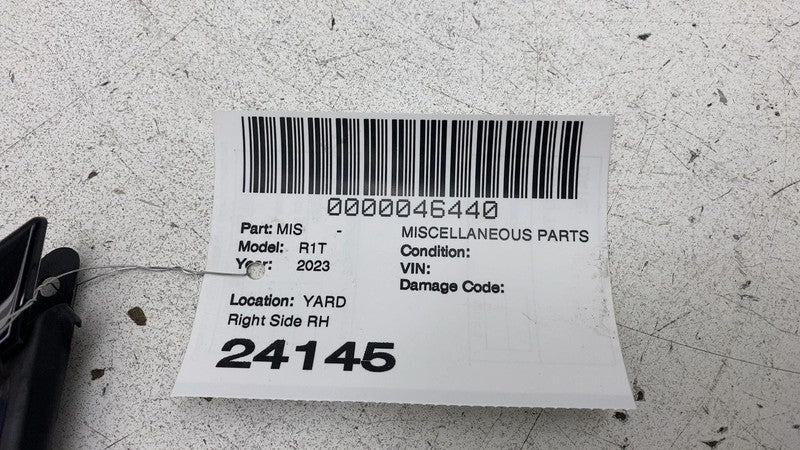 0000046440
Part: MIS - MISCELLANEOUS PARTS
Model: R1T Condition:
Year: 2023 VIN:
Damage Code:
Location: YARD
Right Side RH
24145